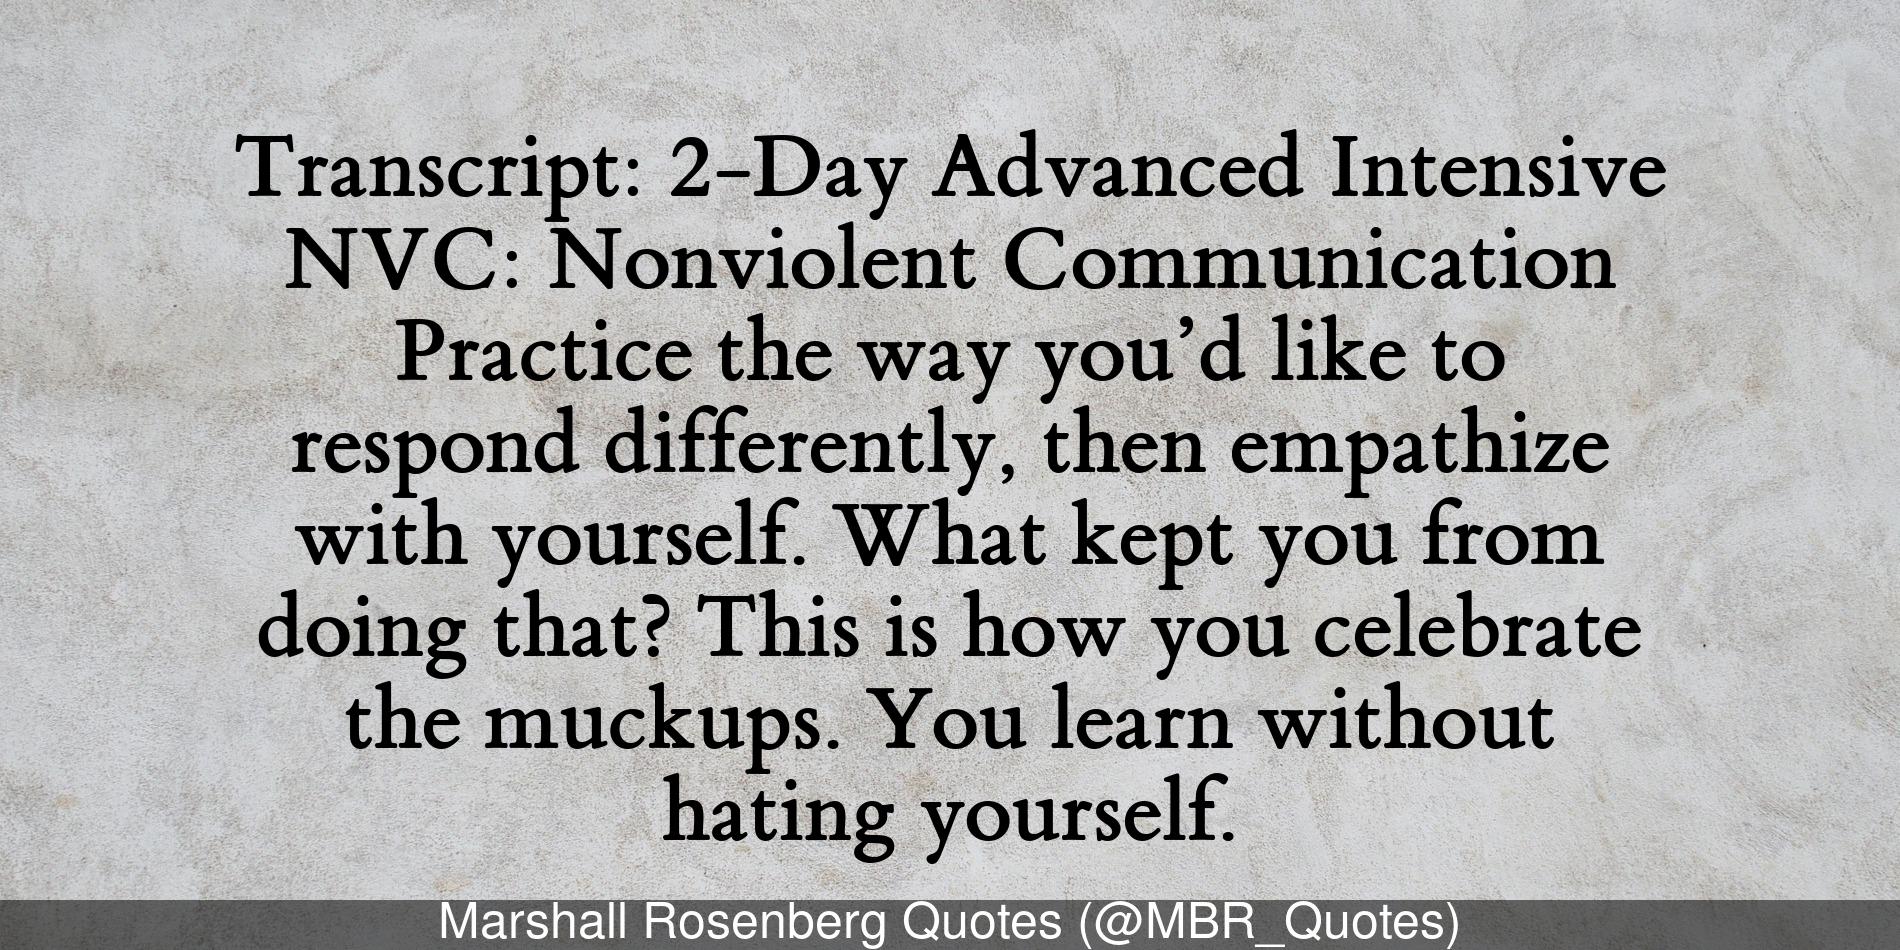 Transcript: 2-Day Advanced Intensive
NVC: Nonviolent Communication
Practice the way you’d like to
respond differently, then empathize
with yourself. What kept you from
doing that? This is how you celebrate
the muckups. You learn without
hating yourself.
Marshall Rosenberg Quotes (@MBR_Quotes)